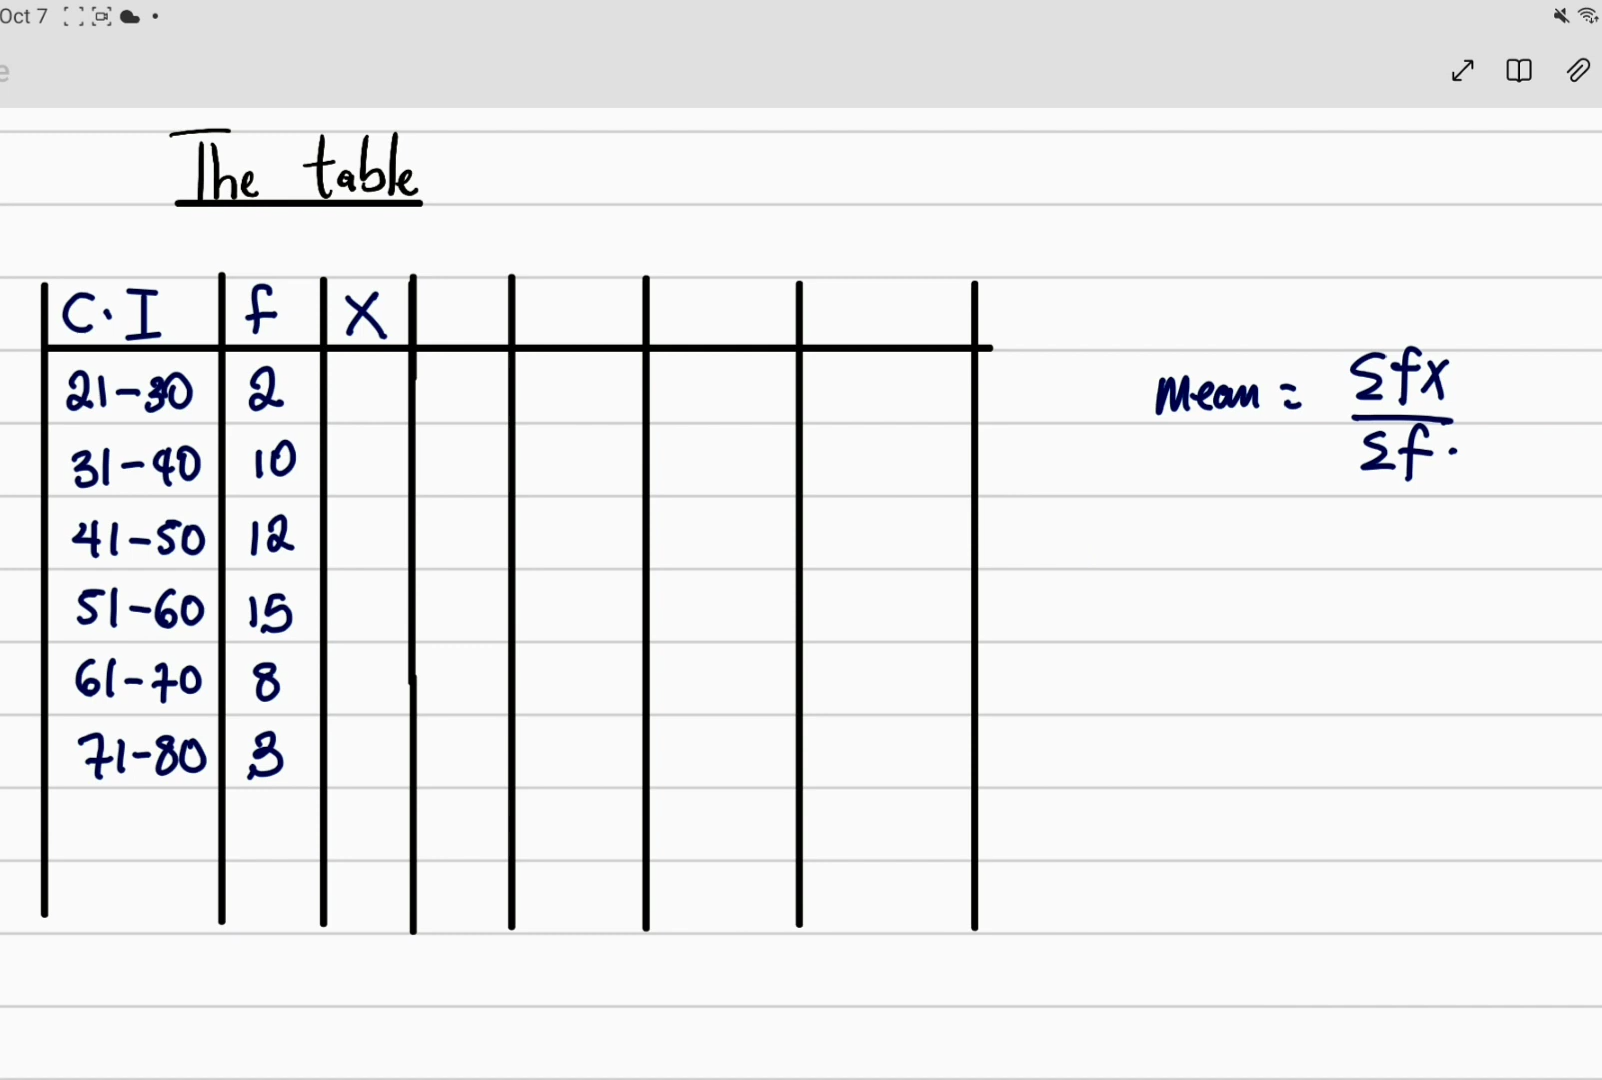 Oct 7
e
The table
C.I f X
21-30 2
31-40 10
41-50 12
51-60 15
61-70 8
71-80 3
Mean = Σfx
Σf.